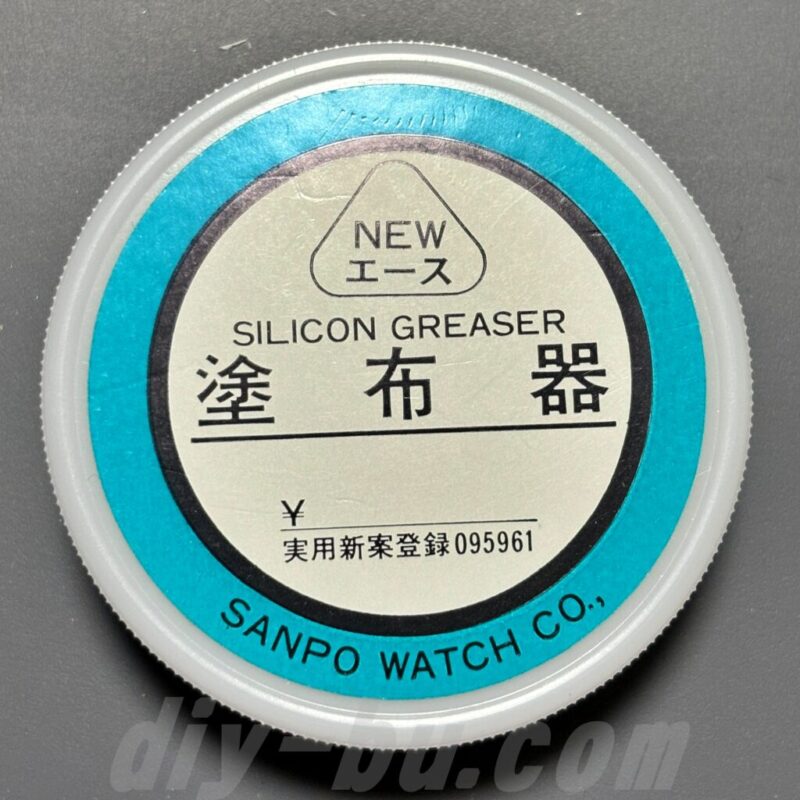 NEW
エース
SILICON GREASER
塗布器
¥
実用新案登録095961
SANPO WATCH CO.,
diy-bu.com